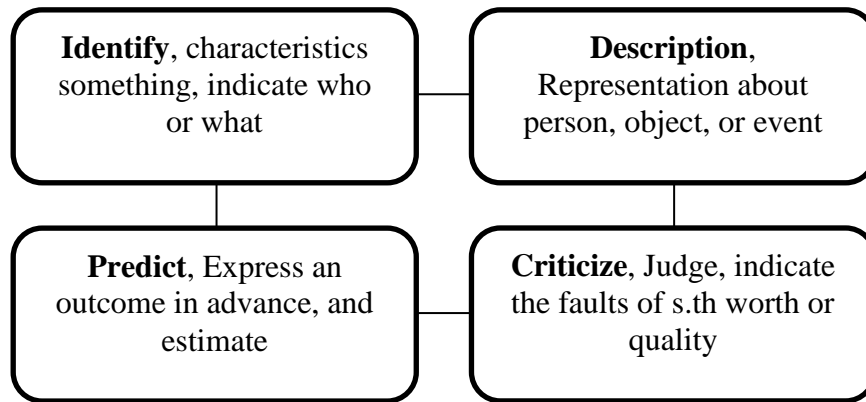 Identify, characteristics
something, indicate who
or what
Description,
Representation about
person, object, or event
Predict, Express an
outcome in advance, and
estimate
Criticize, Judge, indicate
the faults of s.th worth or
quality